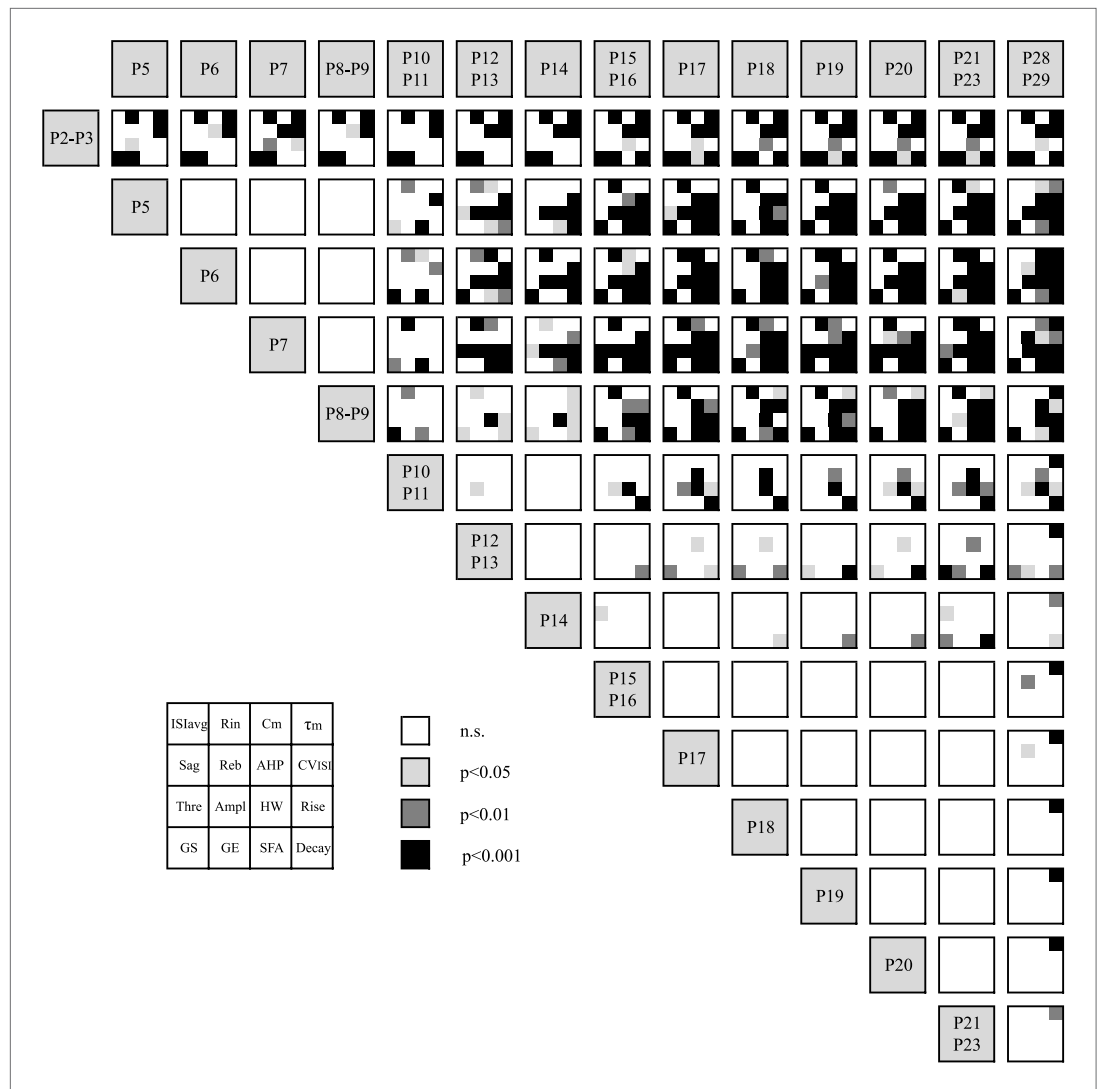 P5 P6 P7 P8-P9 P10 P11 P12 P13 P14 P15 P16 P17 P18 P19 P20 P21 P23 P28 P29
P2-P3
P5
P6
P7
P8-P9
P10
P11
P12
P13
P14
P15
P16
P17
P18
P19
P20
P21
P23
ISIavg Rin Cm τm
Sag Reb AHP CVISI
Thre Ampl HW Rise
GS GE SFA Decay
n.s.
p<0.05
p<0.01
p<0.001